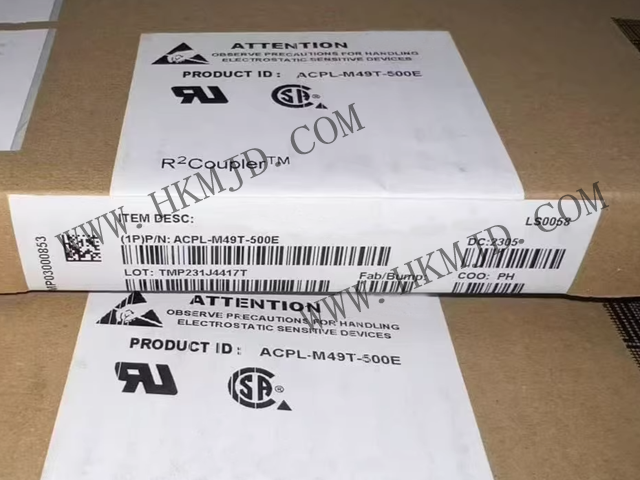 ATTENTION
OBSERVE PRECAUTIONS FOR HANDLING
ELECTROSTATIC SENSITIVE DEVICES
PRODUCT ID: ACPL-M49T-500E
R²Coupler™
WWW.HKMJD.COM
ITEM DESC:
LS0058
(1P)P/N: ACPL-M49T-500E
DC:2305
LOT: TMP231J4417T
Fab/Bump:
COO: PH
MP03000853
WWW.HKMJD.COM
ATTENTION
OBSERVE PRECAUTIONS FOR HANDLING
ELECTROSTATIC SENSITIVE DEVICES
PRODUCT ID: ACPL-M49T-500E